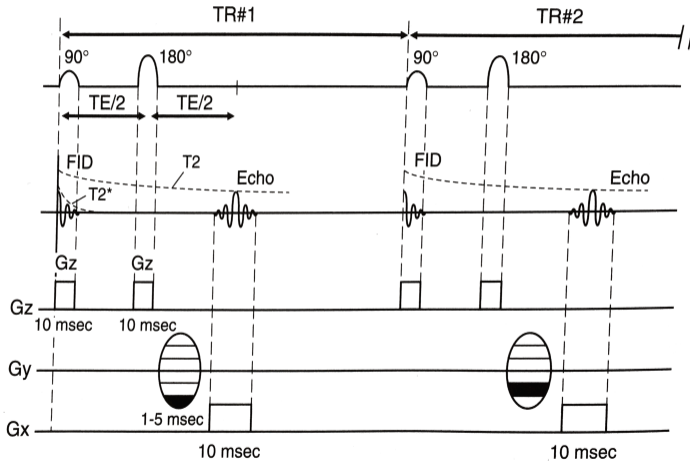 TR#1 TR#2
90° 180° 90° 180°
TE/2 TE/2
FID T2 Echo FID Echo
T2*
Gz Gz
Gz
10 msec 10 msec
Gy
1-5 msec
Gx
10 msec 10 msec